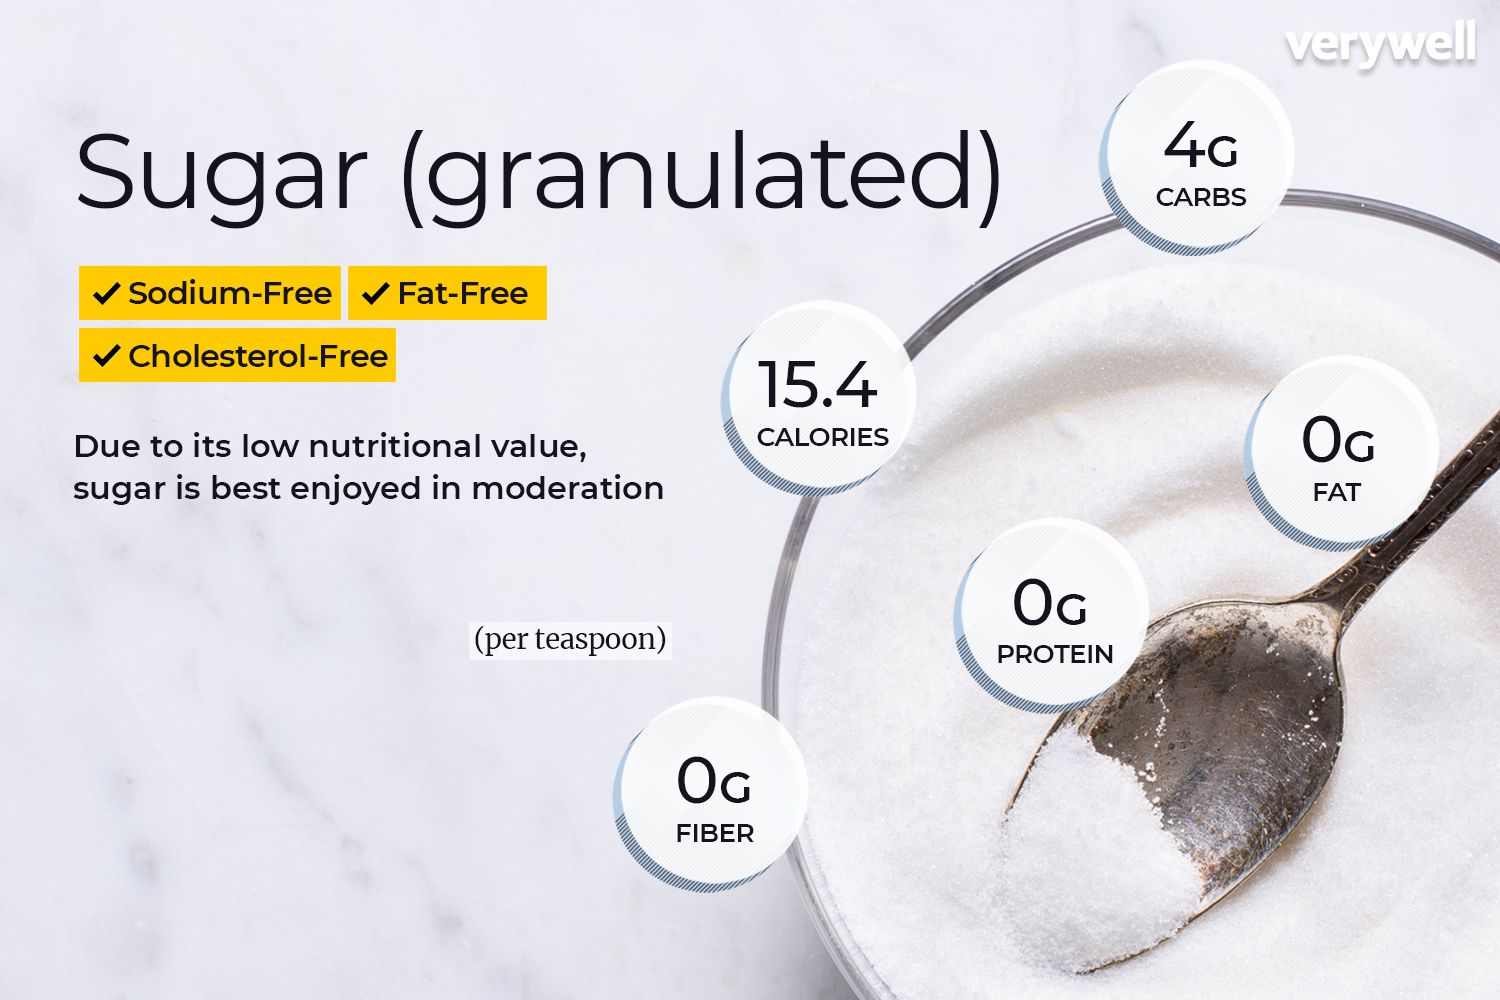 verywell
Sugar (granulated)
Sodium-Free
Fat-Free
Cholesterol-Free
Due to its low nutritional value,
sugar is best enjoyed in moderation
4G
CARBS
15.4
CALORIES
0G
FAT
0G
PROTEIN
(per teaspoon)
0G
FIBER